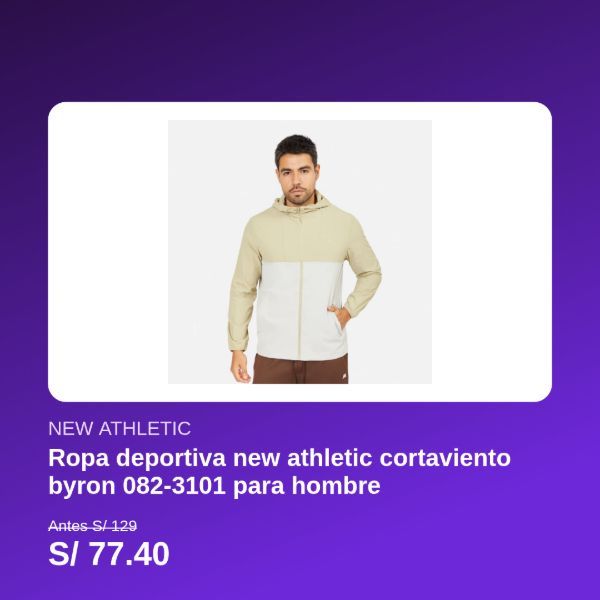 NEW ATHLETIC
Ropa deportiva new athletic cortaviento
byron 082-3101 para hombre
Antes S/ 129
S/ 77.40